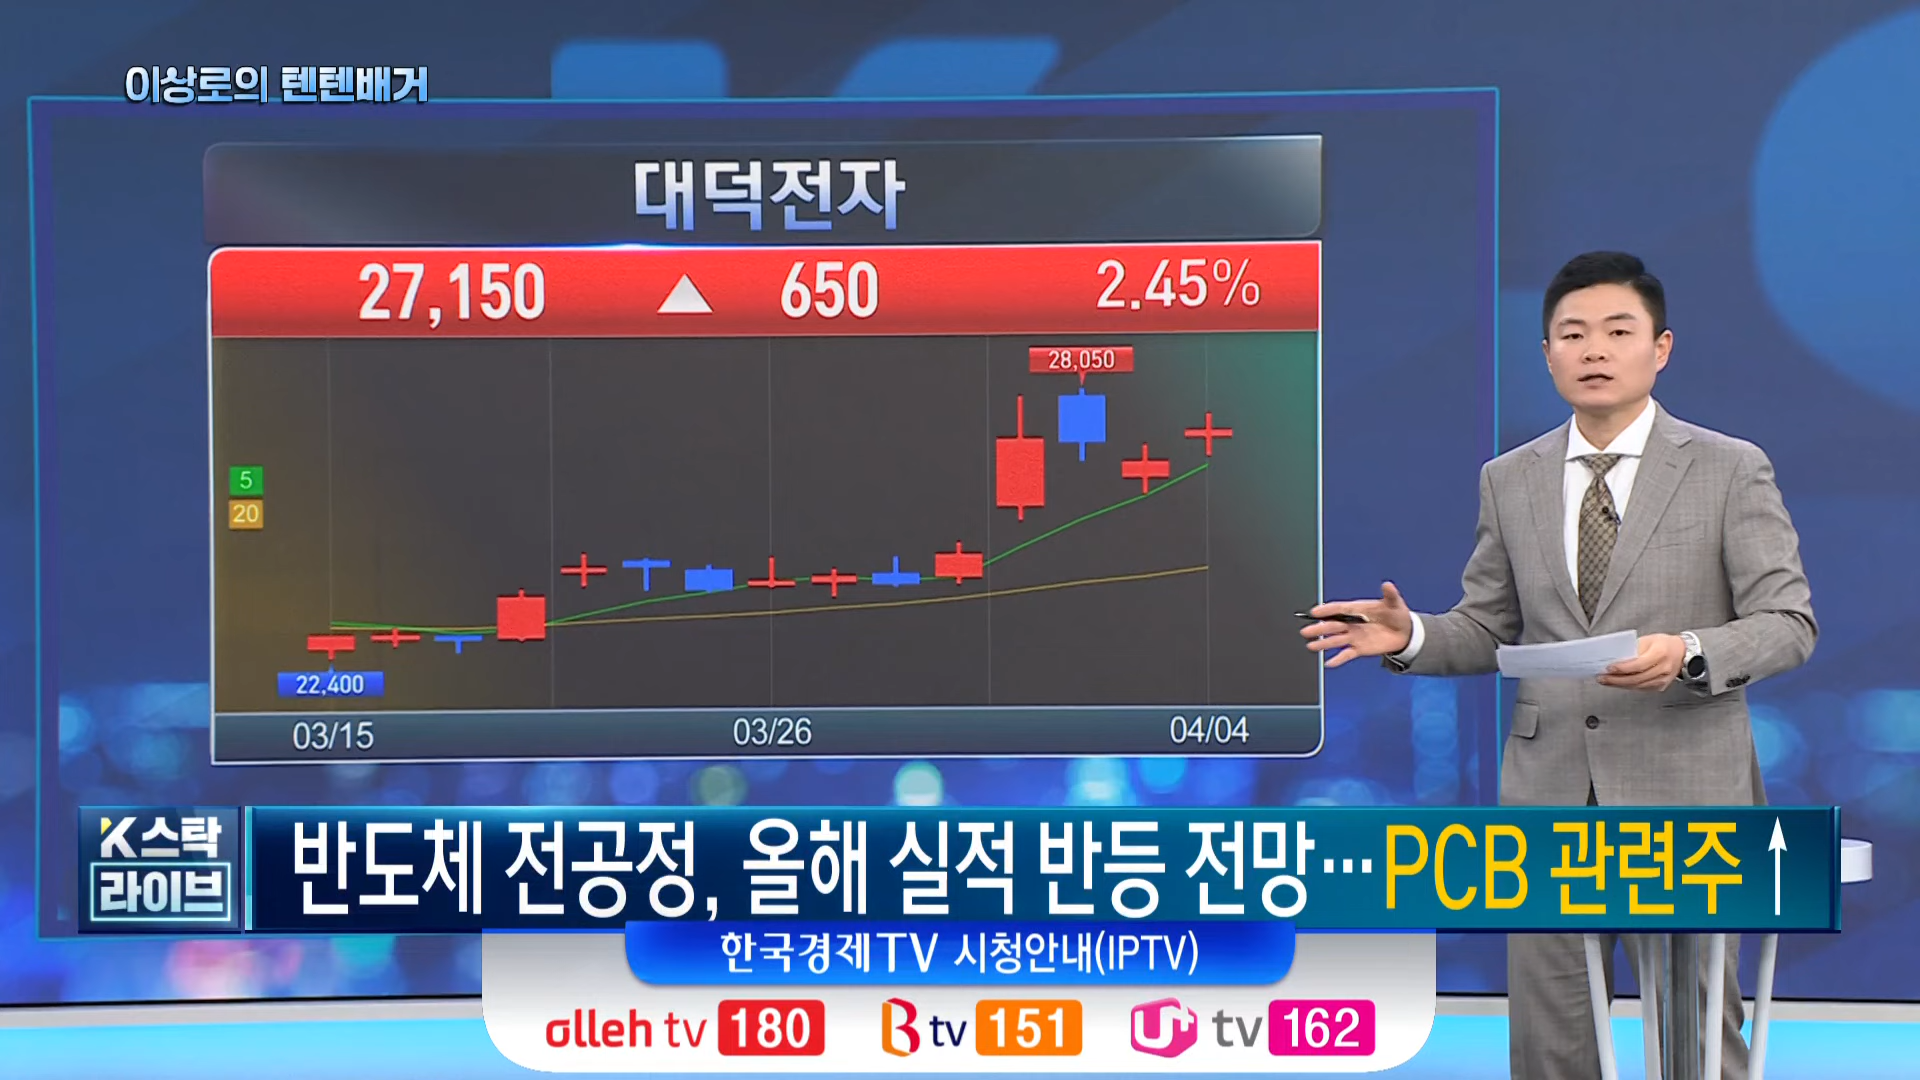 이상로의 텐텐배거
대덕전자
27,150 ▲ 650 2.45%
28,050
5
20
22,400
03/15 03/26 04/04
K스탁
라이브
반도체 전공정, 올해 실적 반등 전망…PCB 관련주↑
한국경제TV 시청안내(IPTV)
olleh tv 180 B tv 151 U+ tv 162